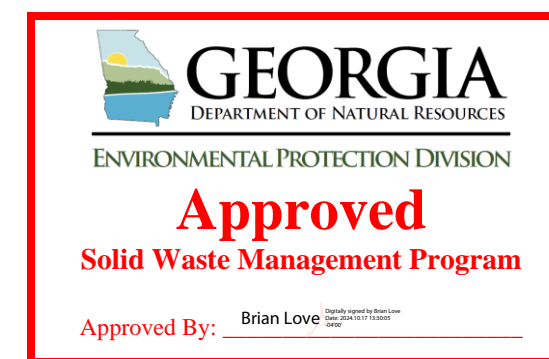 GEORGIA
DEPARTMENT OF NATURAL RESOURCES
ENVIRONMENTAL PROTECTION DIVISION
Approved
Solid Waste Management Program
Approved By: Brian Love
Digitally signed by Brian Love
Date: 2024.10.17 13:50:05
-04'00'